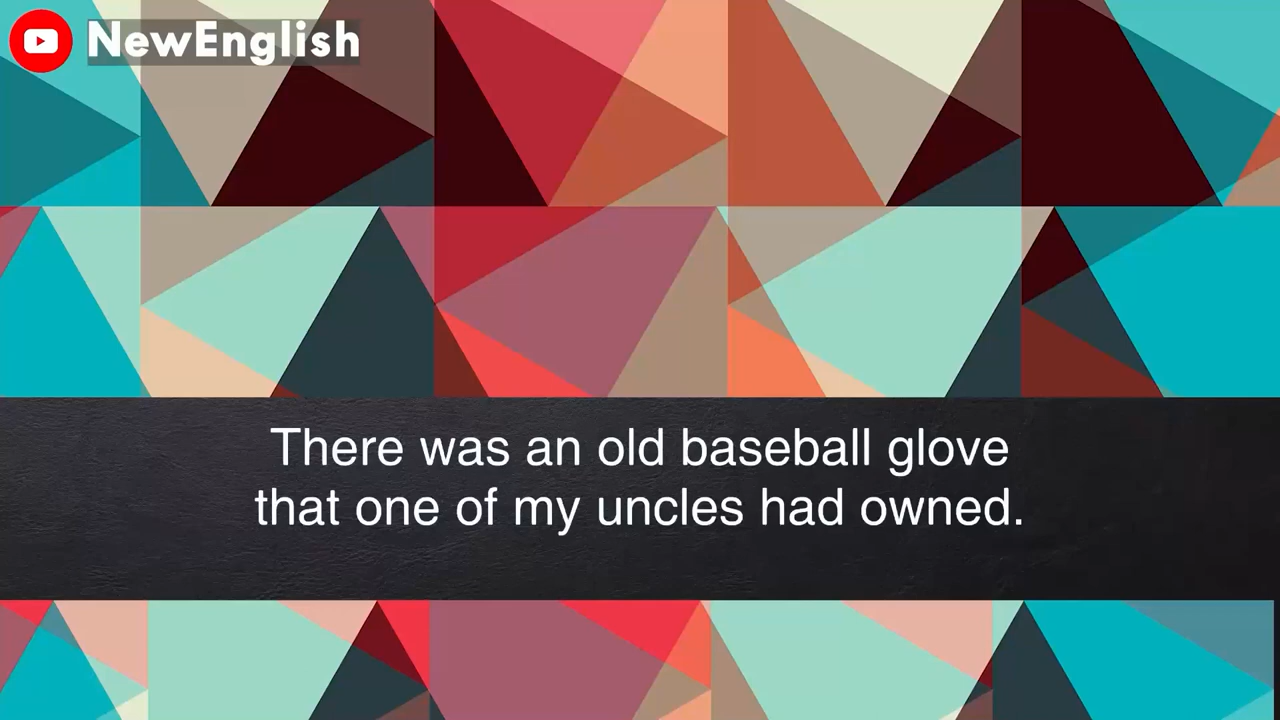 NewEnglish
There was an old baseball glove
that one of my uncles had owned.